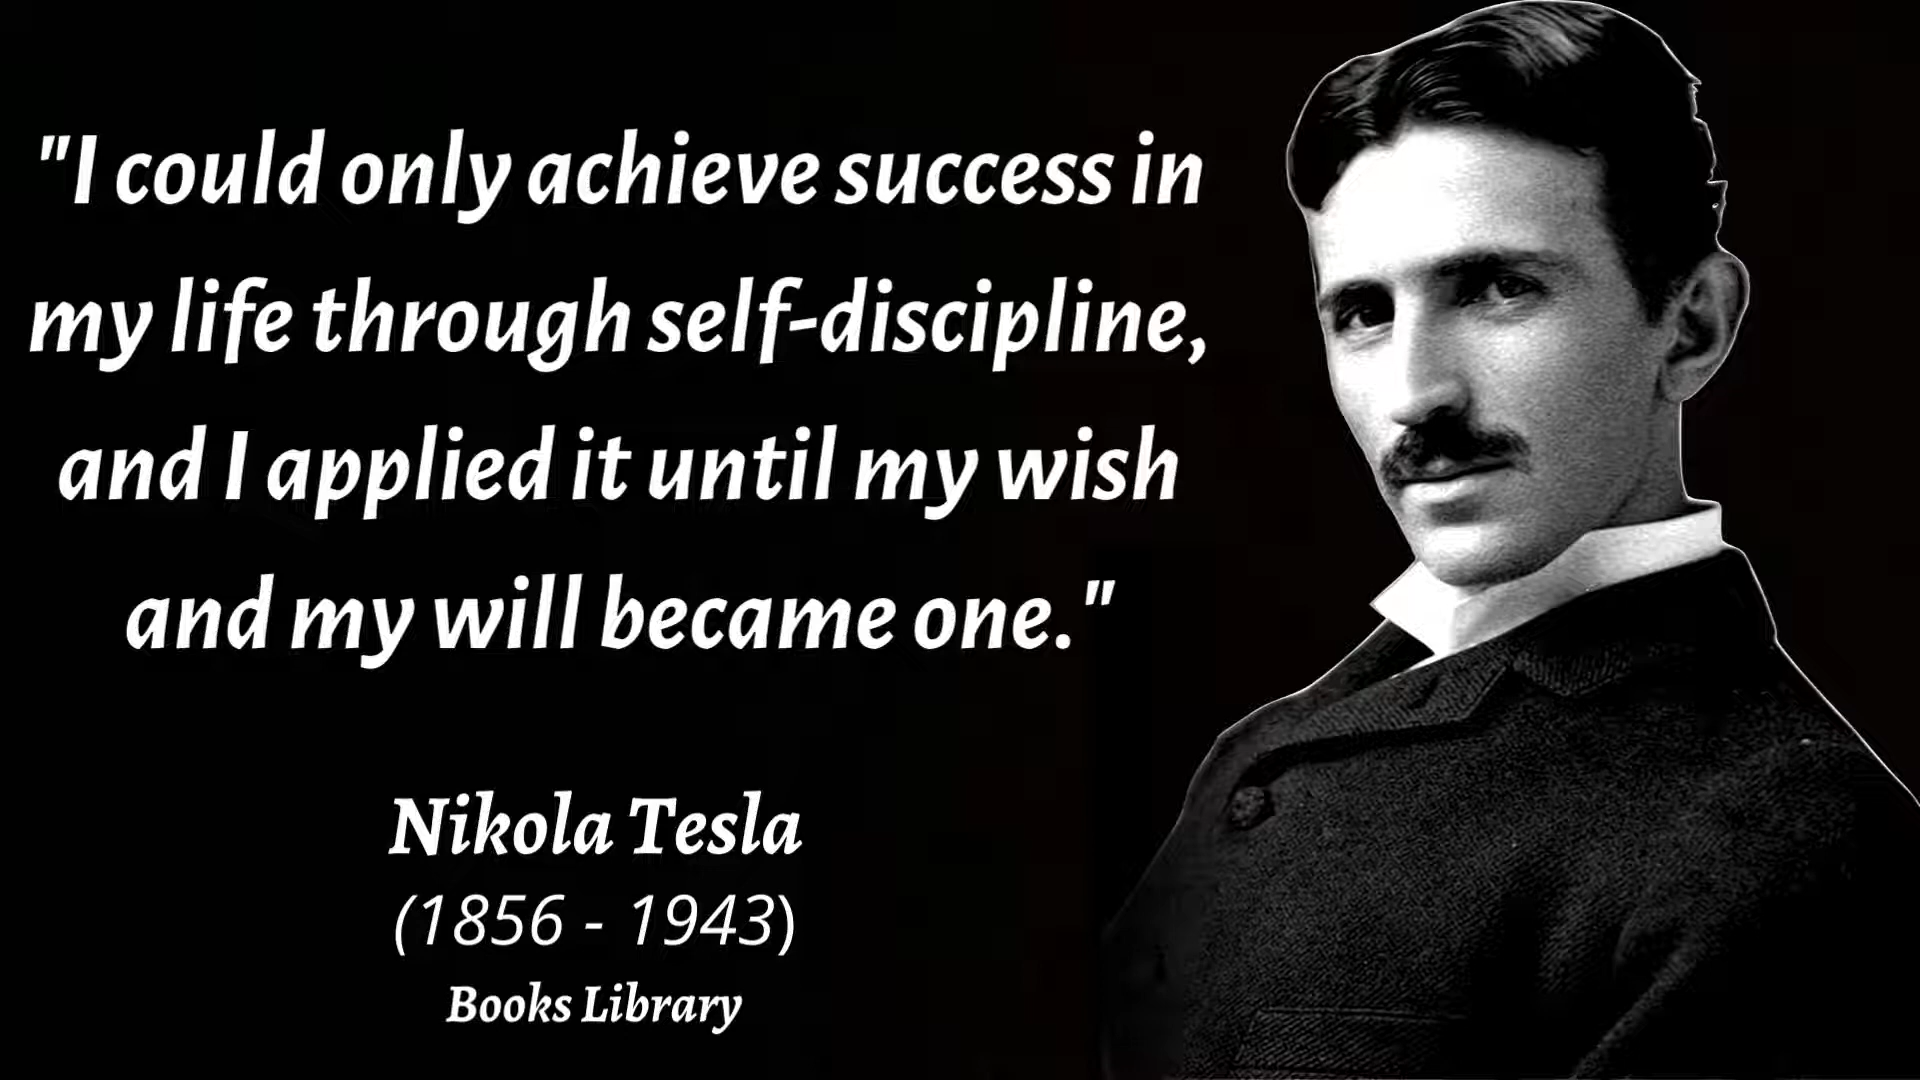 "I could only achieve success in
my life through self-discipline,
and I applied it until my wish
and my will became one."
Nikola Tesla
(1856 - 1943)
Books Library